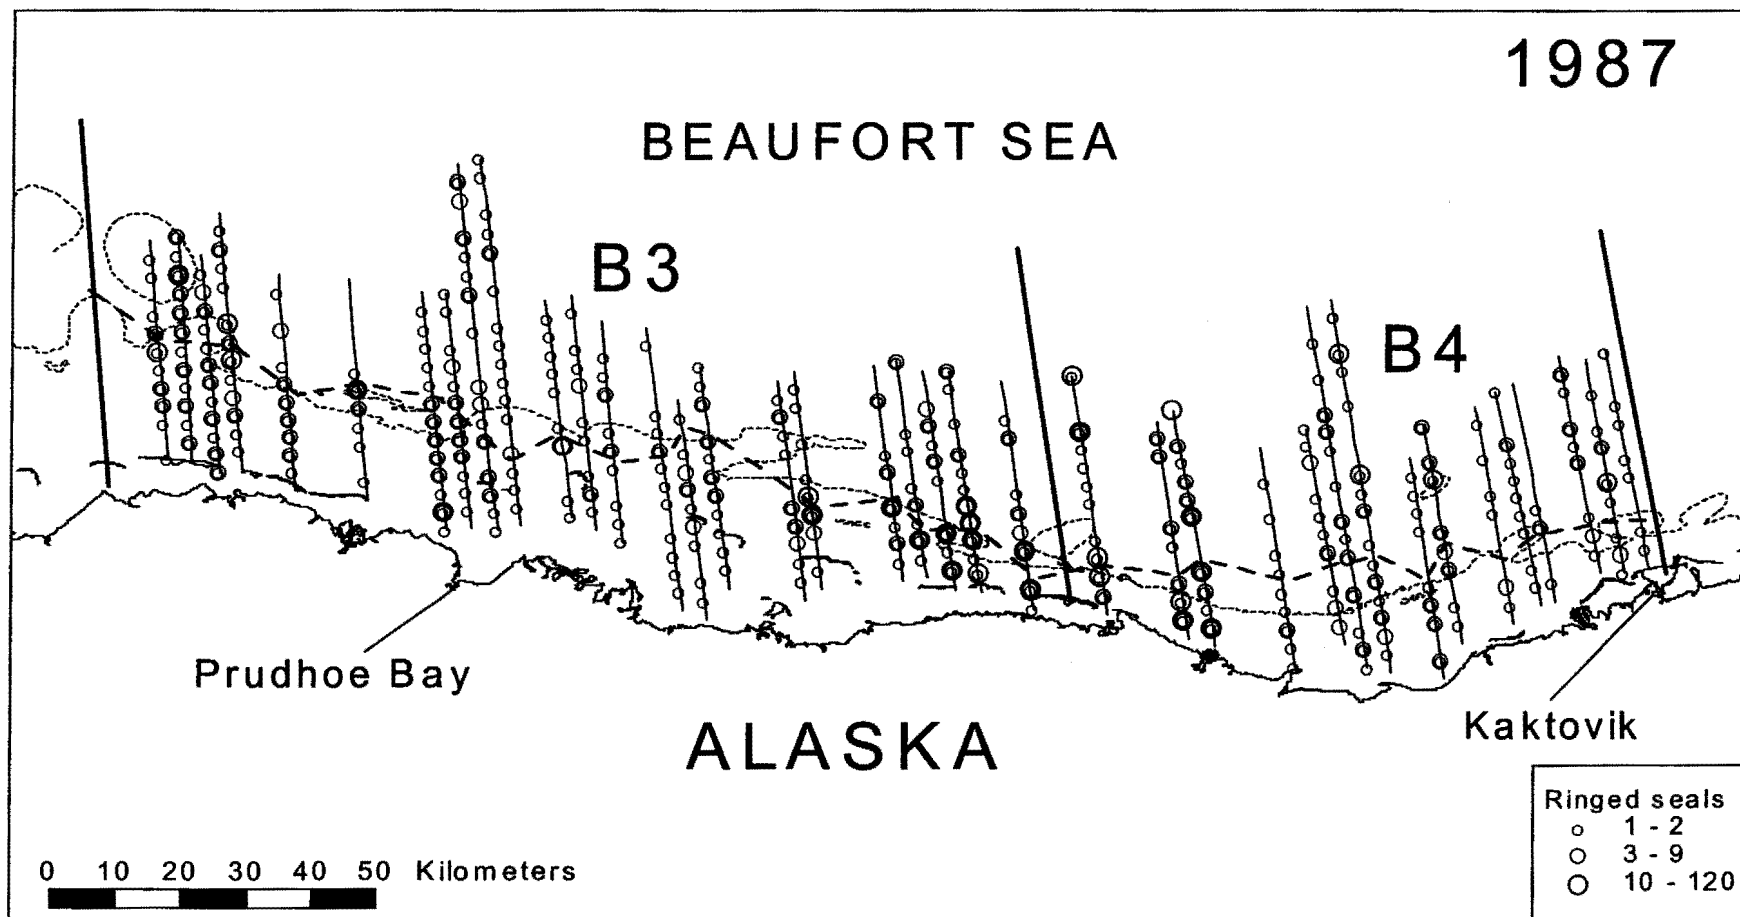 1987
BEAUFORT SEA
B3
B4
Prudhoe Bay
ALASKA
Kaktovik
Ringed seals
1 - 2
3 - 9
10 - 120
0 10 20 30 40 50 Kilometers